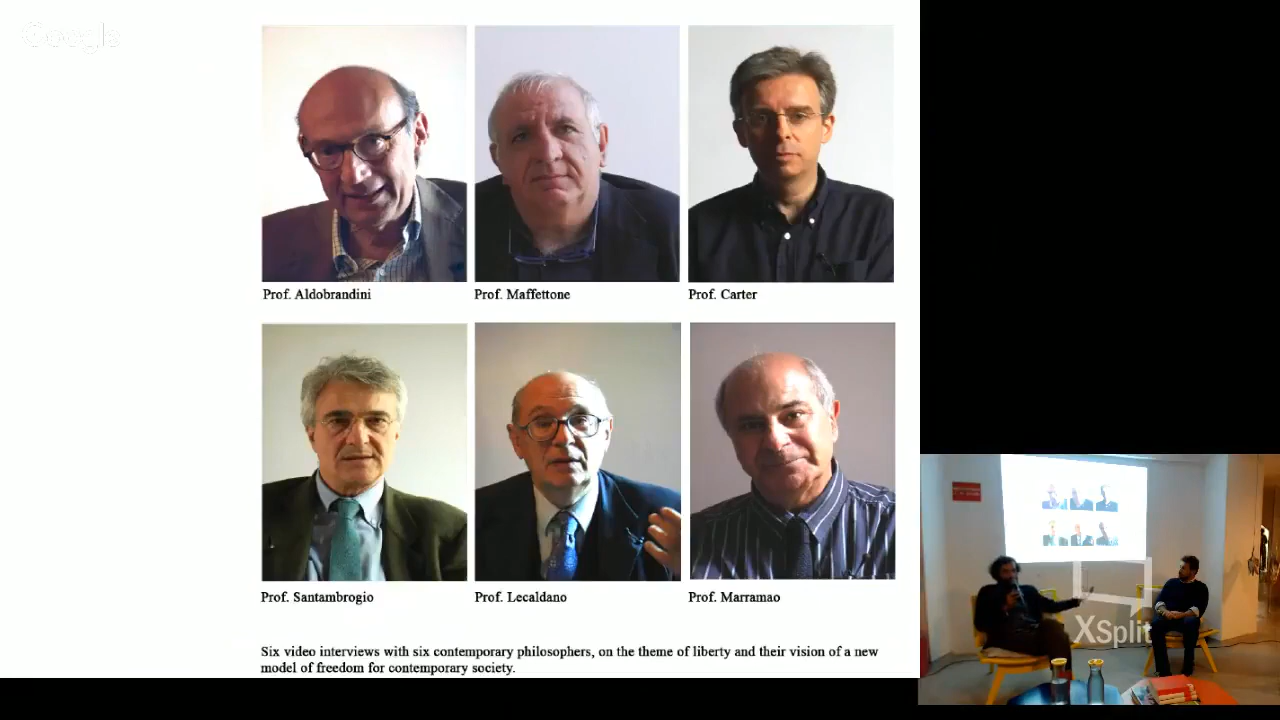 Google
Prof. Aldobrandini
Prof. Maffettone
Prof. Carter
Prof. Santambrogio
Prof. Lecaldano
Prof. Marramao
Six video interviews with six contemporary philosophers, on the theme of liberty and their vision of a new
model of freedom for contemporary society.
XSplit